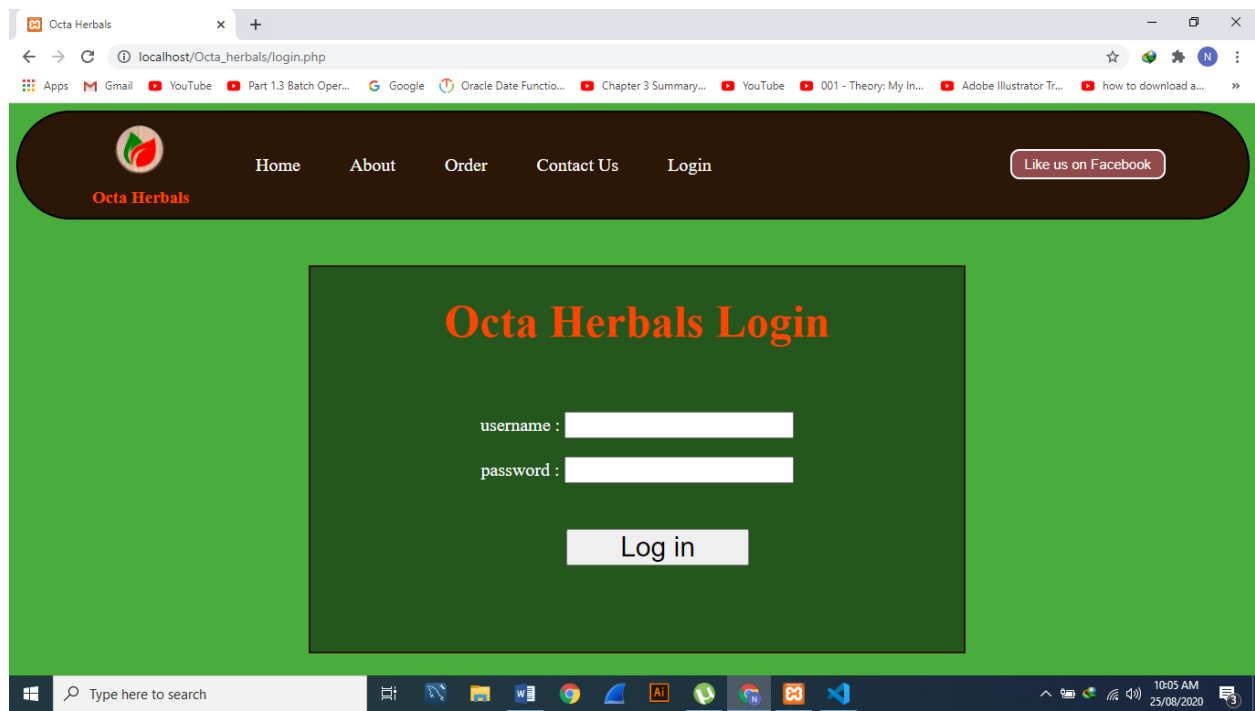 Octa Herbals
localhost/Octa_herbals/login.php
N
Apps Gmail YouTube Part 1.3 Batch Oper... Google Oracle Date Functio... Chapter 3 Summary... YouTube 001 - Theory: My In... Adobe Illustrator Tr... how to download a... »
Home About Order Contact Us Login Like us on Facebook
Octa Herbals
Octa Herbals Login
username :
password :
Log in
Type here to search
Ai
10:05 AM
25/08/2020
3